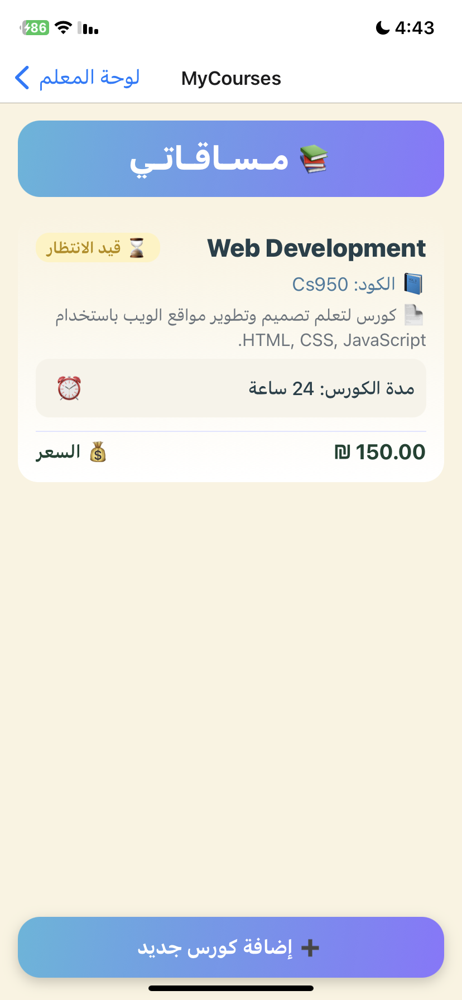 4:43
86
لوحة المعلم
MyCourses
📚 مـسـاقـاتـي
Web Development
⏳ قيد الانتظار
📘 الكود: Cs950
📄 كورس لتعلم تصميم وتطوير مواقع الويب باستخدام
HTML, CSS, JavaScript.
مدة الكورس: 24 ساعة ⏰
150.00 ₪
💰 السعر
➕ إضافة كورس جديد